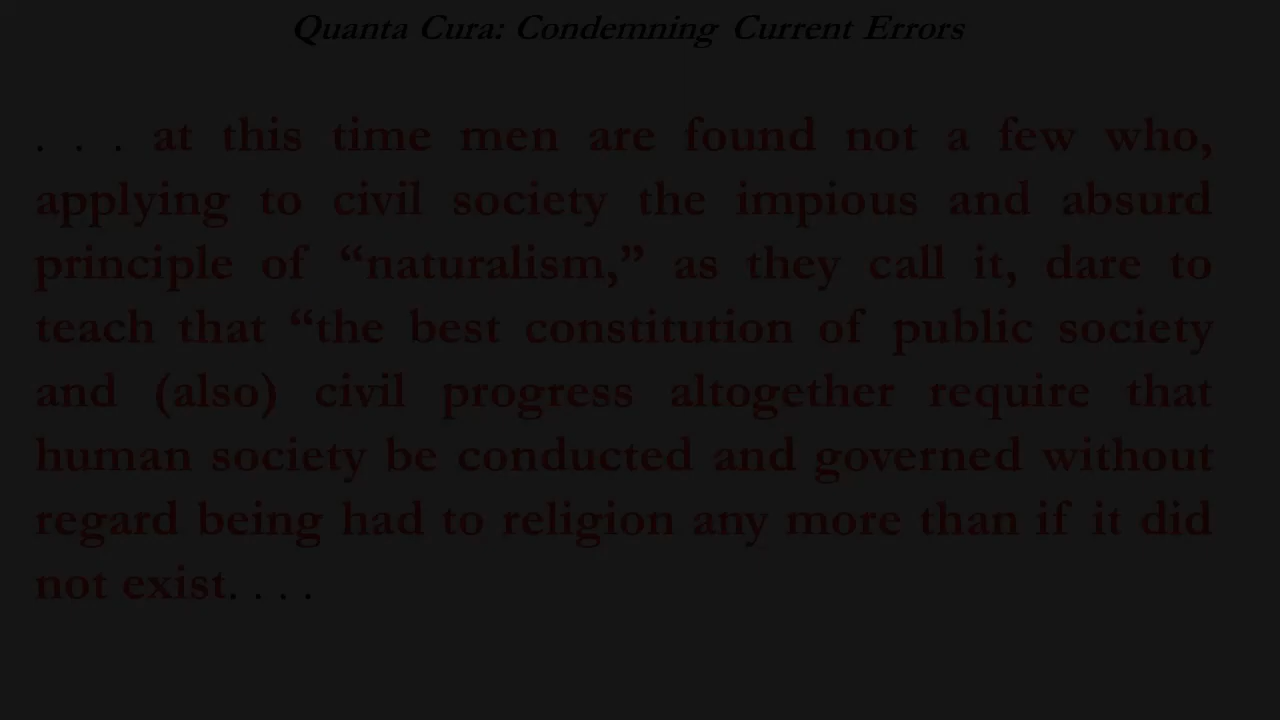 Quanta Cura: Condemning Current Errors
. . . at this time men are found not a few who,
applying to civil society the impious and absurd
principle of “naturalism,” as they call it, dare to
teach that “the best constitution of public society
and (also) civil progress altogether require that
human society be conducted and governed without
regard being had to religion any more than if it did
not exist. . . .